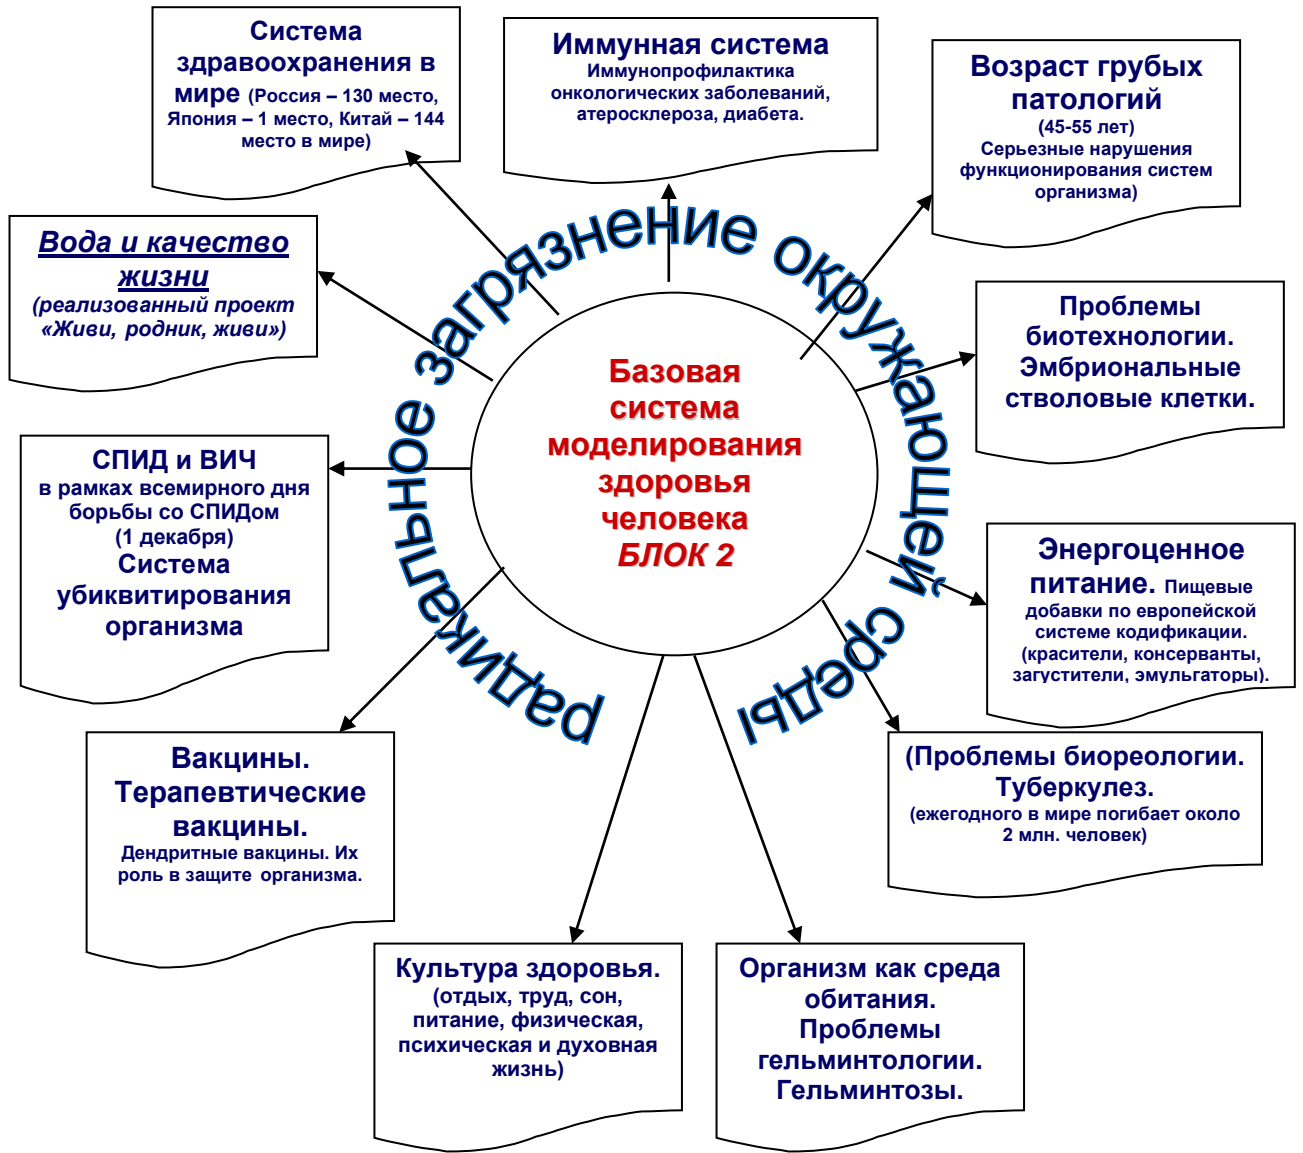 Система
здравоохранения в
мире (Россия – 130 место,
Япония – 1 место, Китай – 144
место в мире)
Иммунная система
Иммунопрофилактика
онкологических заболеваний,
атеросклероза, диабета.
Возраст грубых
патологий
(45-55 лет)
Серьезные нарушения
функционирования систем
организма)
Вода и качество
жизни
(реализованный проект
«Живи, родник, живи»)
радикальное загрязнение окружающей среды
Проблемы
биотехнологии.
Эмбриональные
стволовые клетки.
Базовая
система
моделирования
здоровья
человека
БЛОК 2
СПИД и ВИЧ
в рамках всемирного дня
борьбы со СПИДом
(1 декабря)
Система
убиквитирования
организма
Энергоценное
питание. Пищевые
добавки по европейской
системе кодификации.
(красители, консерванты,
загустители, эмульгаторы).
Вакцины.
Терапевтические
вакцины.
Дендритные вакцины. Их
роль в защите организма.
(Проблемы биореологии.
Туберкулез.
(ежегодного в мире погибает около
2 млн. человек)
Культура здоровья.
(отдых, труд, сон,
питание, физическая,
психическая и духовная
жизнь)
Организм как среда
обитания.
Проблемы
гельминтологии.
Гельминтозы.